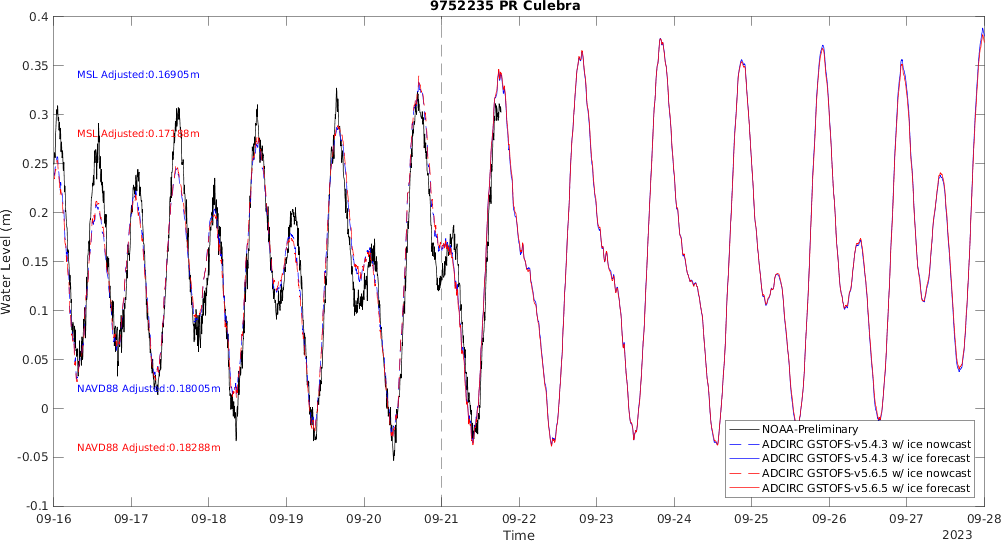 9752235 PR Culebra
0.4
0.35
0.3
0.25
0.2
0.15
0.1
0.05
0
-0.05
-0.1
Water Level (m)
MSL Adjusted:0.16905m
MSL Adjusted:0.17188m
NAVD88 Adjusted:0.18005m
NAVD88 Adjusted:0.18288m
NOAA-Preliminary
ADCIRC GSTOFS-v5.4.3 w/ ice nowcast
ADCIRC GSTOFS-v5.4.3 w/ ice forecast
ADCIRC GSTOFS-v5.6.5 w/ ice nowcast
ADCIRC GSTOFS-v5.6.5 w/ ice forecast
09-16 09-17 09-18 09-19 09-20 09-21 09-22 09-23 09-24 09-25 09-26 09-27 09-28
Time
2023